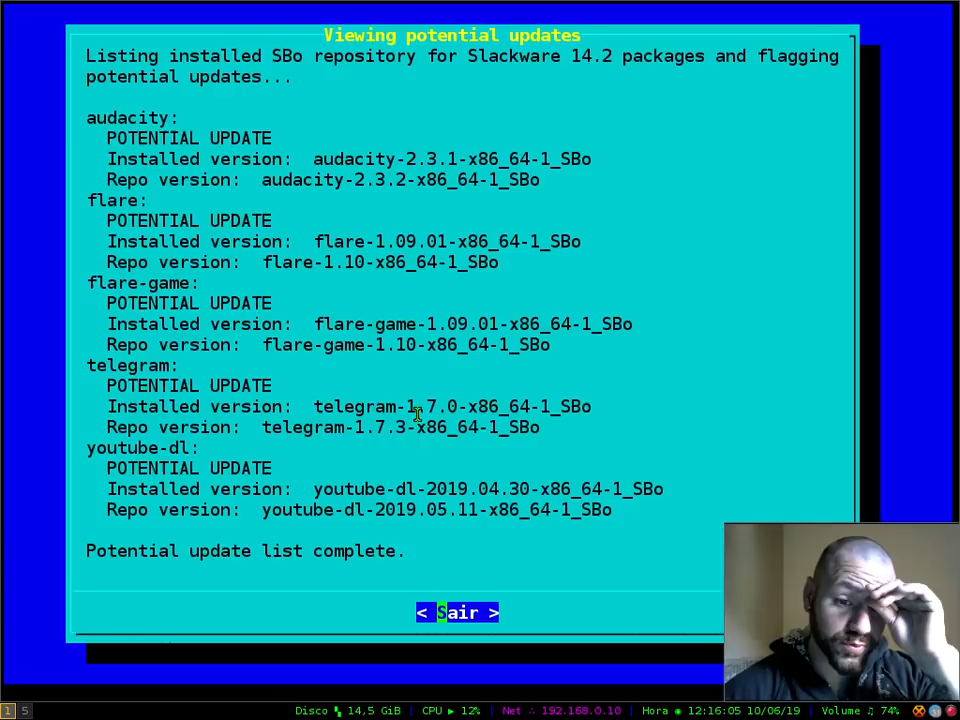 Viewing potential updates
Listing installed SBo repository for Slackware 14.2 packages and flagging
potential updates...
audacity:
POTENTIAL UPDATE
Installed version:  audacity-2.3.1-x86_64-1_SBo
Repo version:  audacity-2.3.2-x86_64-1_SBo
flare:
POTENTIAL UPDATE
Installed version:  flare-1.09.01-x86_64-1_SBo
Repo version:  flare-1.10-x86_64-1_SBo
flare-game:
POTENTIAL UPDATE
Installed version:  flare-game-1.09.01-x86_64-1_SBo
Repo version:  flare-game-1.10-x86_64-1_SBo
telegram:
POTENTIAL UPDATE
Installed version:  telegram-1.7.0-x86_64-1_SBo
Repo version:  telegram-1.7.3-x86_64-1_SBo
youtube-dl:
POTENTIAL UPDATE
Installed version:  youtube-dl-2019.04.30-x86_64-1_SBo
Repo version:  youtube-dl-2019.05.11-x86_64-1_SBo
Potential update list complete.
< Sair >
1 5 Disco 14,5 GiB | CPU ▶ 12% | Net ∴ 192.168.0.10 | Hora ◉ 12:16:05 10/06/19 | Volume ♫ 74%